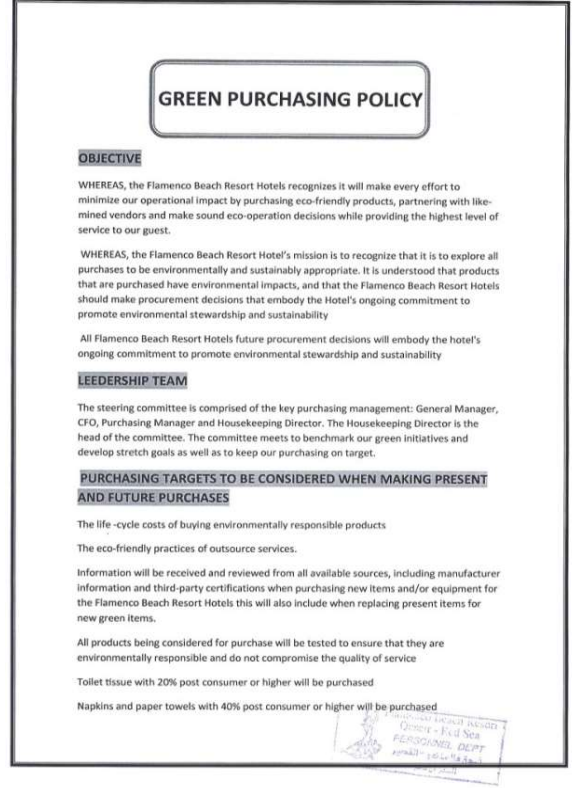 GREEN PURCHASING POLICY
OBJECTIVE
WHEREAS, the Flamenco Beach Resort Hotels recognizes it will make every effort to
minimize our operational impact by purchasing eco-friendly products, partnering with like-
mined vendors and make sound eco-operation decisions while providing the highest level of
service to our guest.
WHEREAS, the Flamenco Beach Resort Hotel's mission is to recognize that it is to explore all
purchases to be environmentally and sustainably appropriate. It is understood that products
that are purchased have environmental impacts, and that the Flamenco Beach Resort Hotels
should make procurement decisions that embody the Hotel's ongoing commitment to
promote environmental stewardship and sustainability
All Flamenco Beach Resort Hotels future procurement decisions will embody the hotel's
ongoing commitment to promote environmental stewardship and sustainability
LEEDERSHIP TEAM
The steering committee is comprised of the key purchasing management: General Manager,
CFO, Purchasing Manager and Housekeeping Director. The Housekeeping Director is the
head of the committee. The committee meets to benchmark our green initiatives and
develop stretch goals as well as to keep our purchasing on target.
PURCHASING TARGETS TO BE CONSIDERED WHEN MAKING PRESENT
AND FUTURE PURCHASES
The life -cycle costs of buying environmentally responsible products
The eco-friendly practices of outsource services.
Information will be received and reviewed from all available sources, including manufacturer
information and third-party certifications when purchasing new items and/or equipment for
the Flamenco Beach Resort Hotels this will also include when replacing present items for
new green items.
All products being considered for purchase will be tested to ensure that they are
environmentally responsible and do not compromise the quality of service
Toilet tissue with 20% post consumer or higher will be purchased
Napkins and paper towels with 40% post consumer or higher will be purchased
Beach Resort
Red Sea
PERSONNEL DEPT